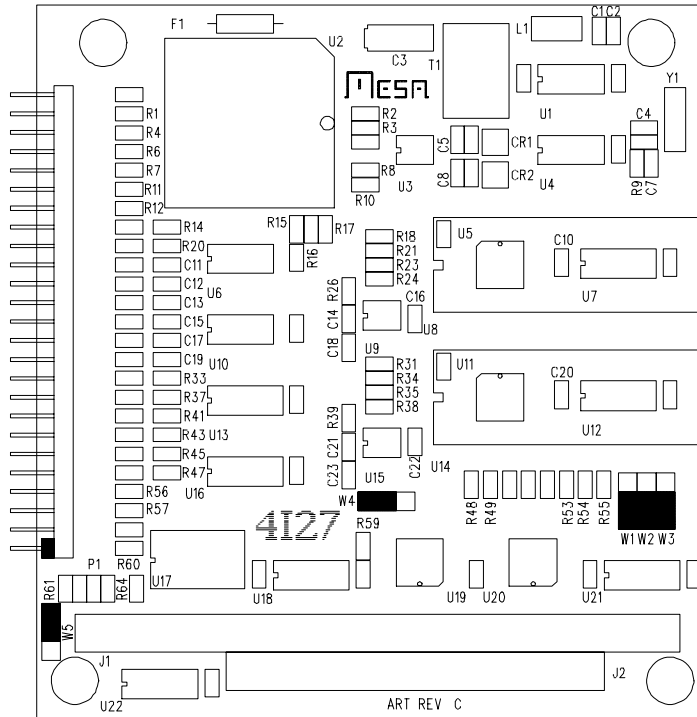 F1
U2
C3
T1
L1
C1 C2
MESA
R2
R3
U1
Y1
C4
R1
R4
R6
R7
R11
R12
R8
R10
U3
C5
C8
CR1
CR2
U4
R9
C7
R14
R20
C11
C12
C13
C15
C17
C19
R33
R37
R41
R43
R45
R47
R56
R57
R60
R15
R17
R16
U6
U10
U13
U16
R18
R21
R23
R24
R26
C14
C18
C16
U8
U9
R31
R34
R35
R38
R39
C21
C23
U15
C22
U14
U5
C10
U7
U11
C20
U12
W4
4I27
R59
R48
R49
R53
R54
R55
W1 W2 W3
P1
R61
R64
U17
U18
U19
U20
U21
W5
J1
J2
U22
ART REV C